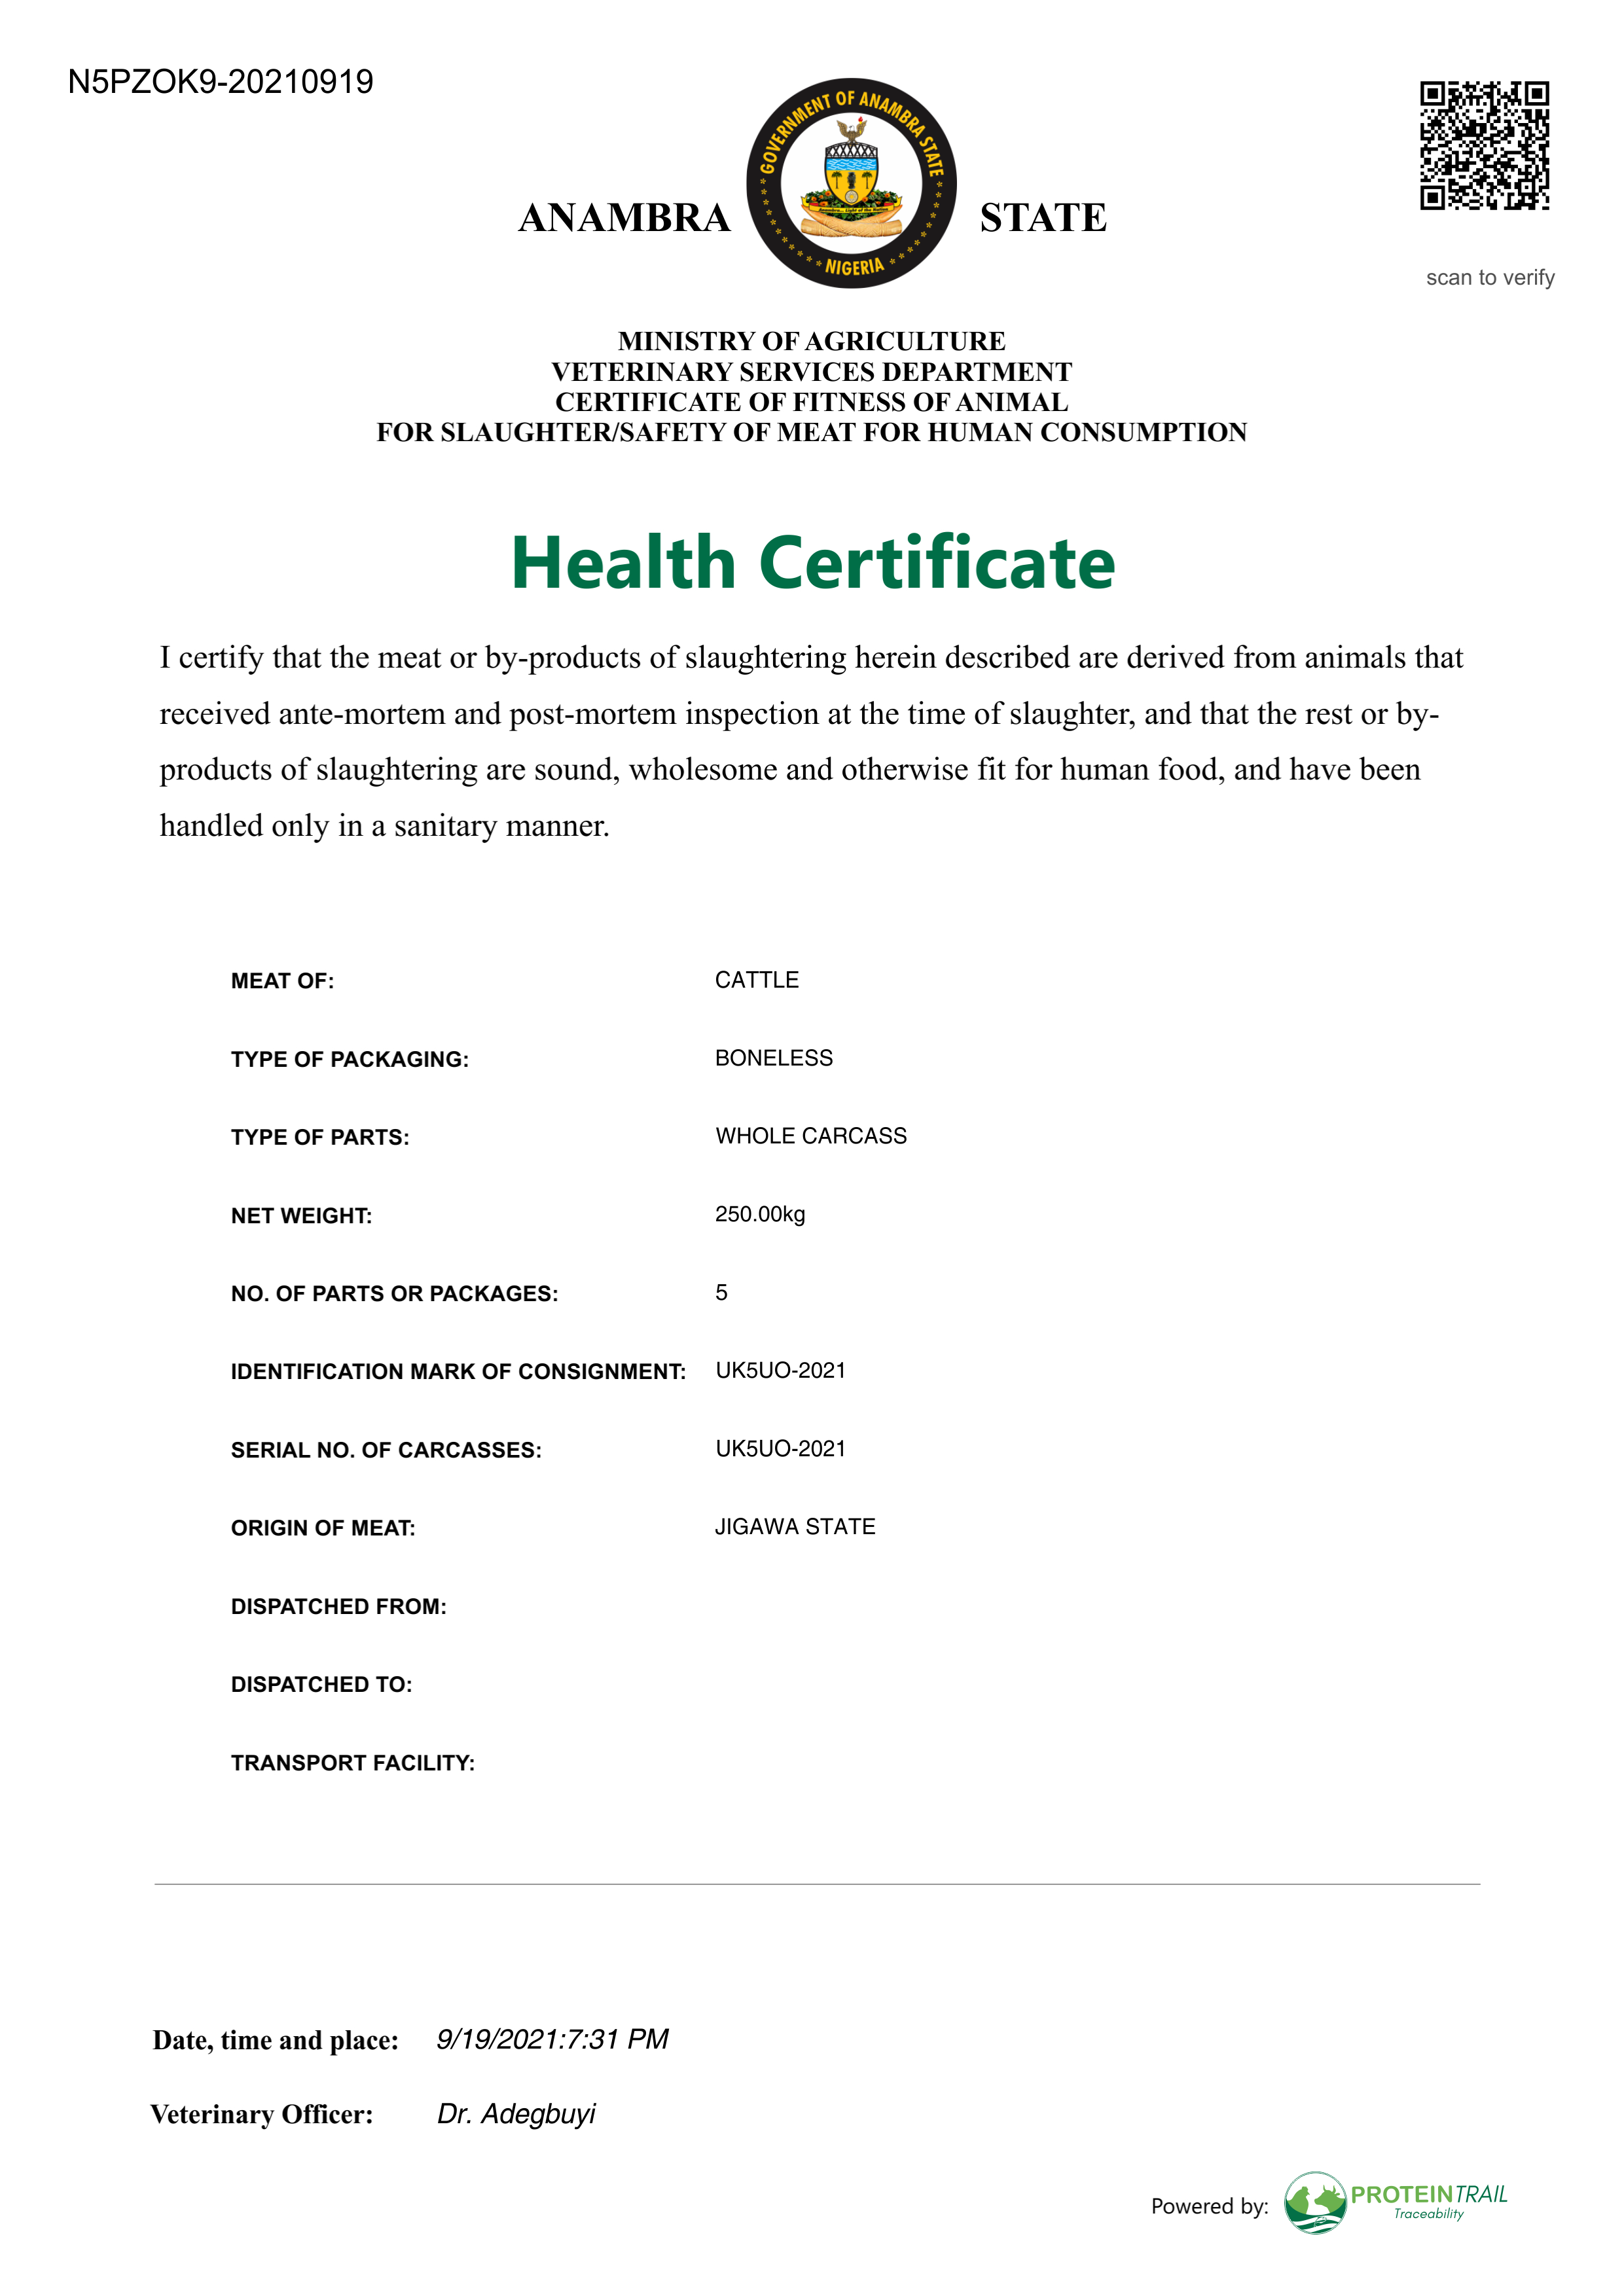 N5PZOK9-20210919
GOVERNMENT OF ANAMBRA STATE
Anambra... Light of the Nation
NIGERIA
ANAMBRA STATE
scan to verify
MINISTRY OF AGRICULTURE
VETERINARY SERVICES DEPARTMENT
CERTIFICATE OF FITNESS OF ANIMAL
FOR SLAUGHTER/SAFETY OF MEAT FOR HUMAN CONSUMPTION
Health Certificate
I certify that the meat or by-products of slaughtering herein described are derived from animals that
received ante-mortem and post-mortem inspection at the time of slaughter, and that the rest or by-
products of slaughtering are sound, wholesome and otherwise fit for human food, and have been
handled only in a sanitary manner.
MEAT OF: CATTLE
TYPE OF PACKAGING: BONELESS
TYPE OF PARTS: WHOLE CARCASS
NET WEIGHT: 250.00kg
NO. OF PARTS OR PACKAGES: 5
IDENTIFICATION MARK OF CONSIGNMENT: UK5UO-2021
SERIAL NO. OF CARCASSES: UK5UO-2021
ORIGIN OF MEAT: JIGAWA STATE
DISPATCHED FROM:
DISPATCHED TO:
TRANSPORT FACILITY:
Date, time and place: 9/19/2021:7:31 PM
Veterinary Officer: Dr. Adegbuyi
Powered by: PROTEINTRAIL
Traceability